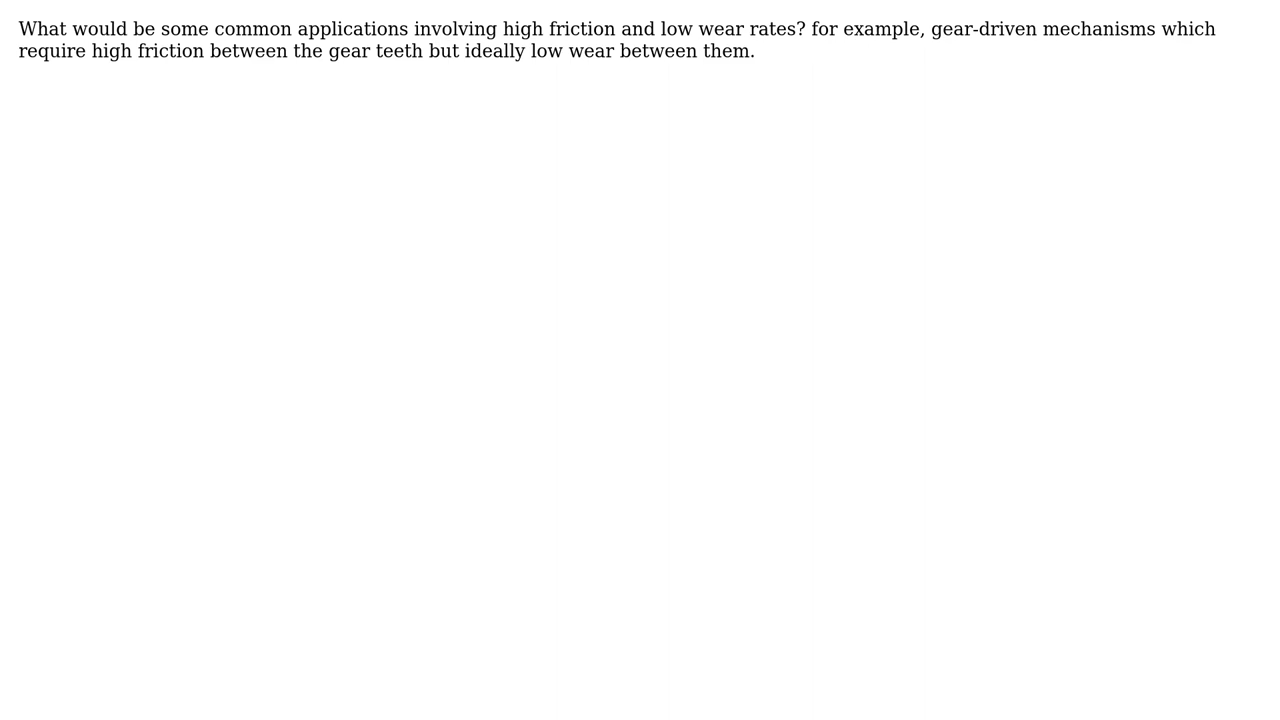 What would be some common applications involving high friction and low wear rates? for example, gear-driven mechanisms which
require high friction between the gear teeth but ideally low wear between them.